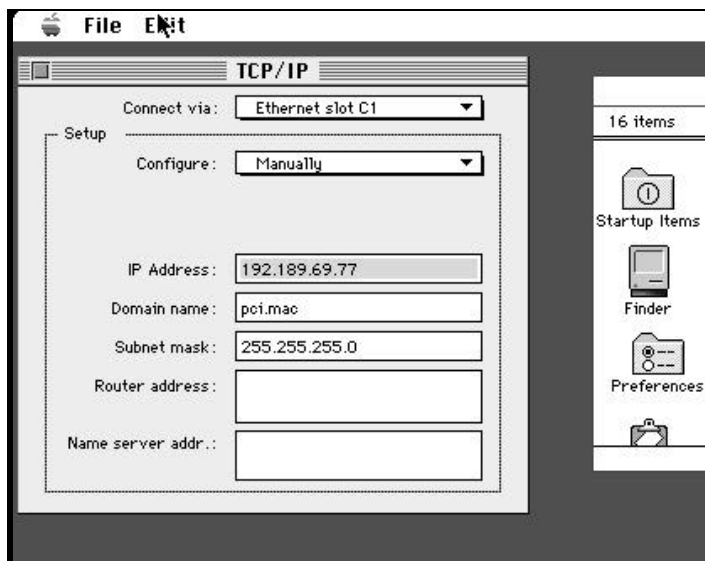 File Edit
TCP/IP
Connect via: Ethernet slot C1
Setup
Configure: Manually
IP Address: 192.189.69.77
Domain name: pci.mac
Subnet mask: 255.255.255.0
Router address:
Name server addr.:
16 items
Startup Items
Finder
Preferences